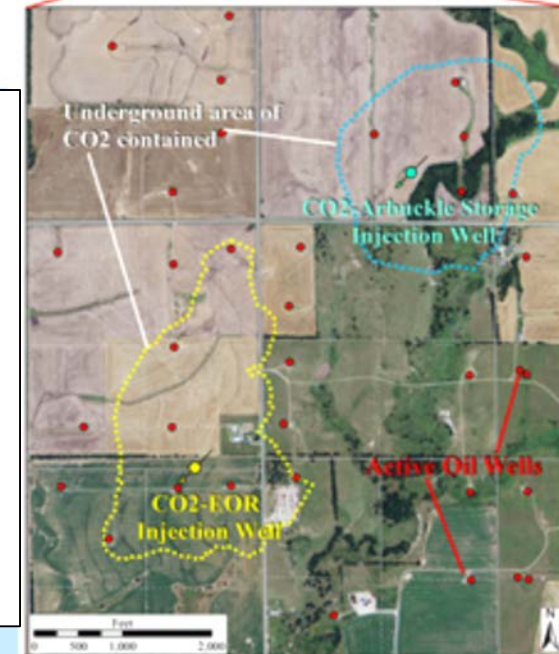 Underground area of
CO2 contained
CO2-Arbuckle Storage
Injection Well
Active Oil Wells
CO2-EOR
Injection Well
Feet
0 500 1,000 2,000
N